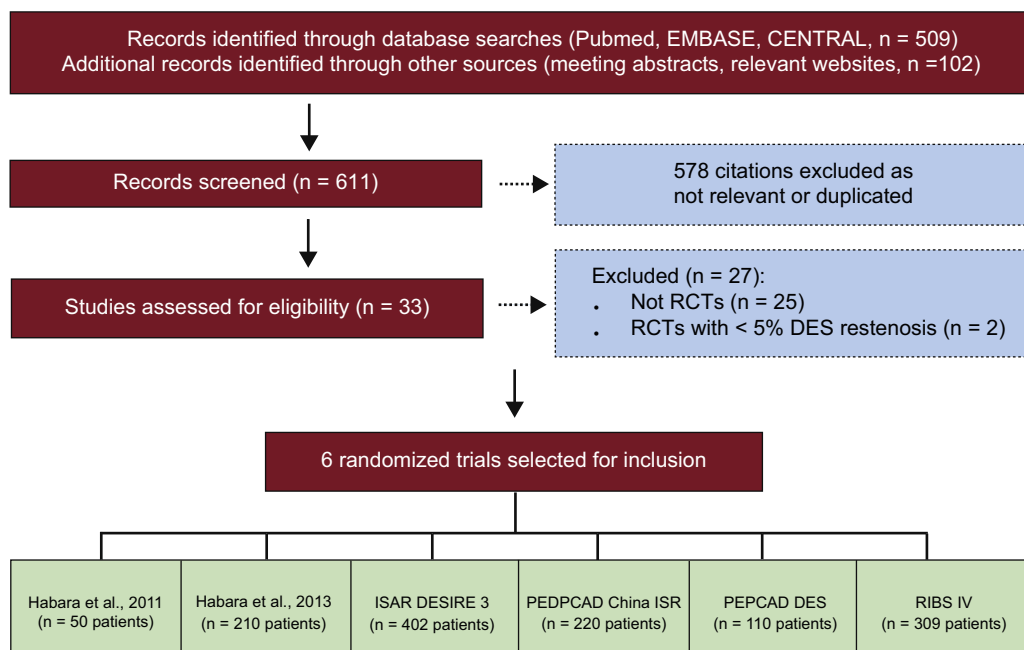 Records identified through database searches (Pubmed, EMBASE, CENTRAL, n = 509)
Additional records identified through other sources (meeting abstracts, relevant websites, n =102)
Records screened (n = 611)
578 citations excluded as
not relevant or duplicated
Studies assessed for eligibility (n = 33)
Excluded (n = 27):
. Not RCTs (n = 25)
. RCTs with < 5% DES restenosis (n = 2)
6 randomized trials selected for inclusion
Habara et al., 2011
(n = 50 patients)
Habara et al., 2013
(n = 210 patients)
ISAR DESIRE 3
(n = 402 patients)
PEDPCAD China ISR
(n = 220 patients)
PEPCAD DES
(n = 110 patients)
RIBS IV
(n = 309 patients)